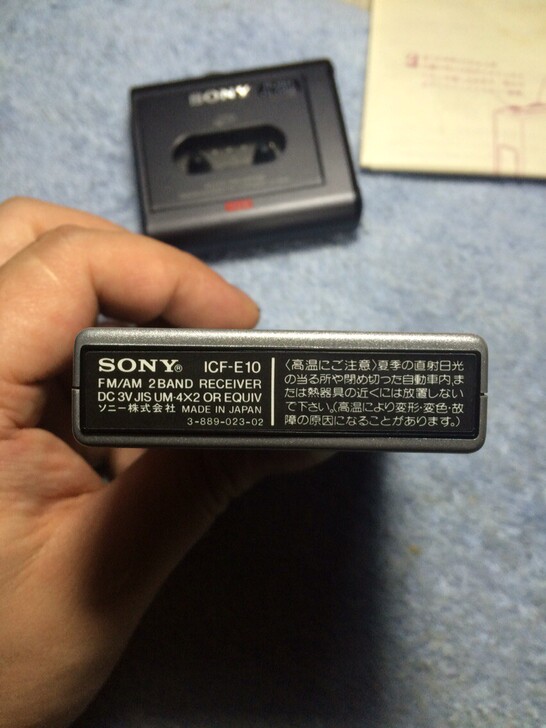 SONY
SONY® ICF-E10
FM/AM 2BAND RECEIVER
DC 3V JIS UM-4×2 OR EQUIV
ソニー株式会社 MADE IN JAPAN
3-889-023-02
〈高温にご注意〉夏季の直射日光
の当る所や閉め切った自動車内,ま
たは熱器具の近くには放置しない
で下さい。(高温により変形・変色・故
障の原因になることがあります。)